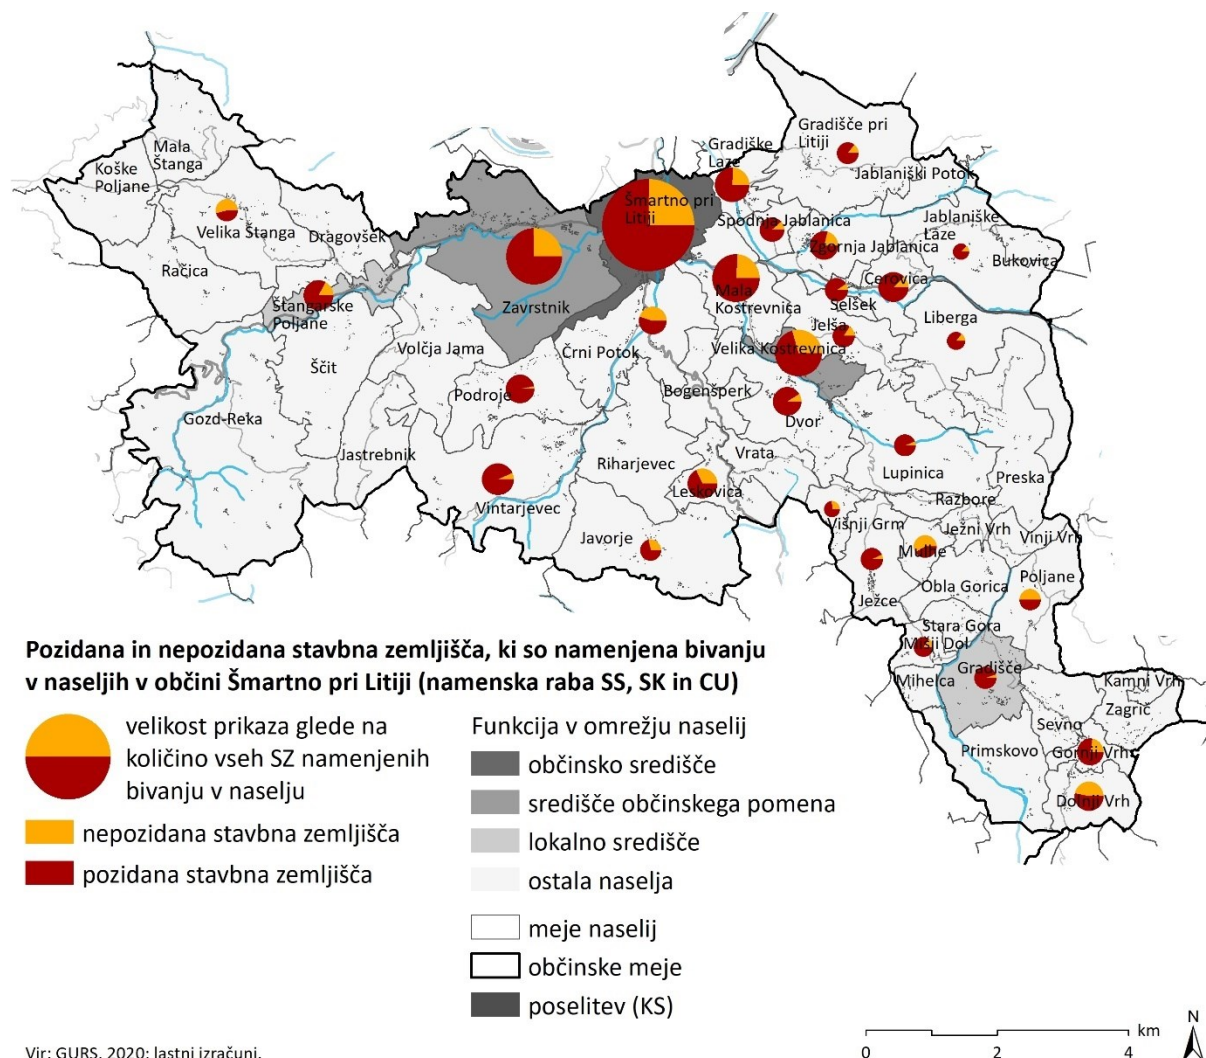 Gradišče pri
Litiji
Mala
Štanga
Koške
Poljane
Gradiške
Laze
Jablaniški Potok
Šmartno pri
Litiji
Spodnja Jablanica
Jablaniške
Laze
Velika Štanga
Dragovšek
Zgornja Jablanica
Bukovica
Račica
Cerovica
Štangarske
Poljane
Zavrstnik
Mala
Kostrevnica
Selšek
Liberga
Jelša
Volčja Jama
Črni Potok
Velika Kostrevnica
Ščit
Podroje
Bogenšperk
Dvor
Gozd-Reka
Jastrebnik
Riharjevec
Vrata
Lupinica
Preska
Leskovica
Razbore
Vintarjevec
Višnji Grm
Ježni Vrh
Vinji Vrh
Javorje
Mulhe
Poljane
Obla Gorica
Ježce
Stara Gora
Mišji Dol
Gradišče
Mihelca
Kamni Vrh
Zagrič
Sevno
Primskovo
Gornji Vrh
Dolnji Vrh
Pozidana in nepozidana stavbna zemljišča, ki so namenjena bivanju
v naseljih v občini Šmartno pri Litiji (namenska raba SS, SK in CU)
velikost prikaza glede na
količino vseh SZ namenjenih
bivanju v naselju
nepozidana stavbna zemljišča
pozidana stavbna zemljišča
Funkcija v omrežju naselij
občinsko središče
središče občinskega pomena
lokalno središče
ostala naselja
meje naselij
občinske meje
poselitev (KS)
Vir: GURS, 2020; lastni izračuni.
km
0 2 4
N